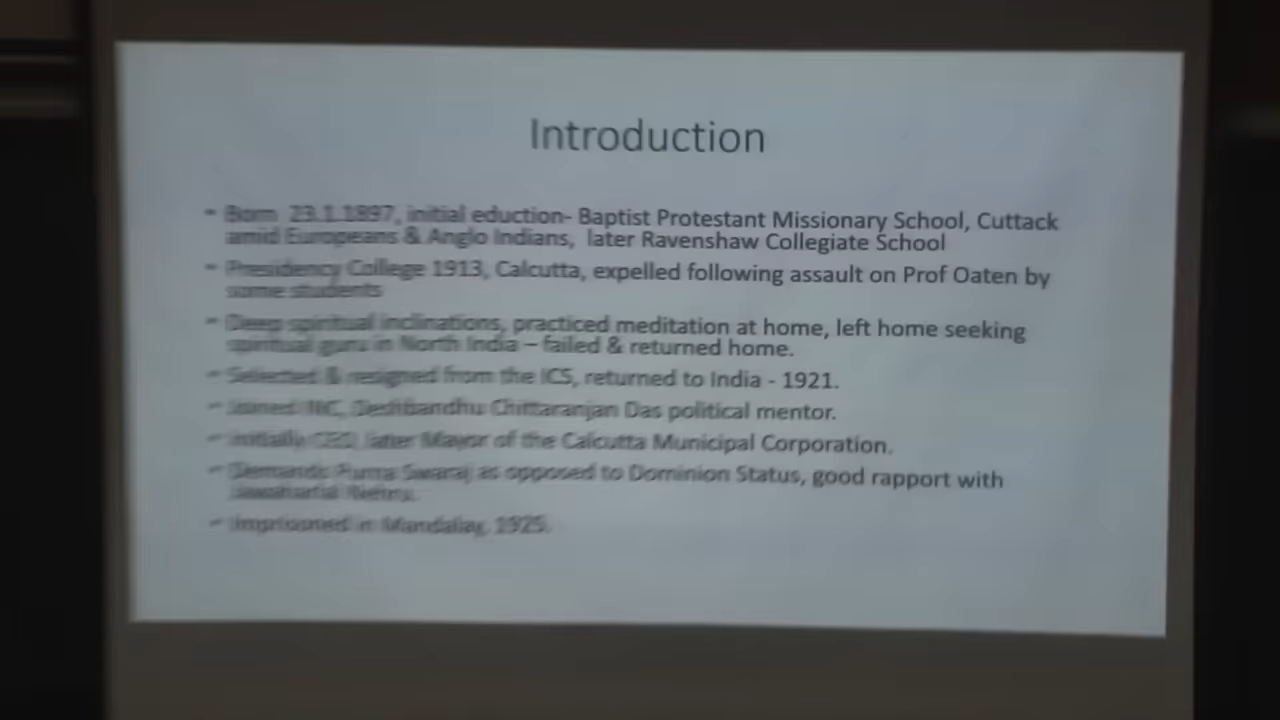 Introduction
- Born 23.1.1897, initial eduction- Baptist Protestant Missionary School, Cuttack
amid Europeans & Anglo Indians, later Ravenshaw Collegiate School
- Presidency College 1913, Calcutta, expelled following assault on Prof Oaten by
some students
- Deep spiritual inclinations, practiced meditation at home, left home seeking
spiritual guru in North India – failed & returned home.
- Selected & resigned from the ICS, returned to India - 1921.
- Joined INC, Deshbandhu Chittaranjan Das political mentor.
- Initially CEO, later Mayor of the Calcutta Municipal Corporation.
- Demands Purna Swaraj as opposed to Dominion Status, good rapport with
Jawaharlal Nehru.
- Imprisoned in Mandalay, 1925.